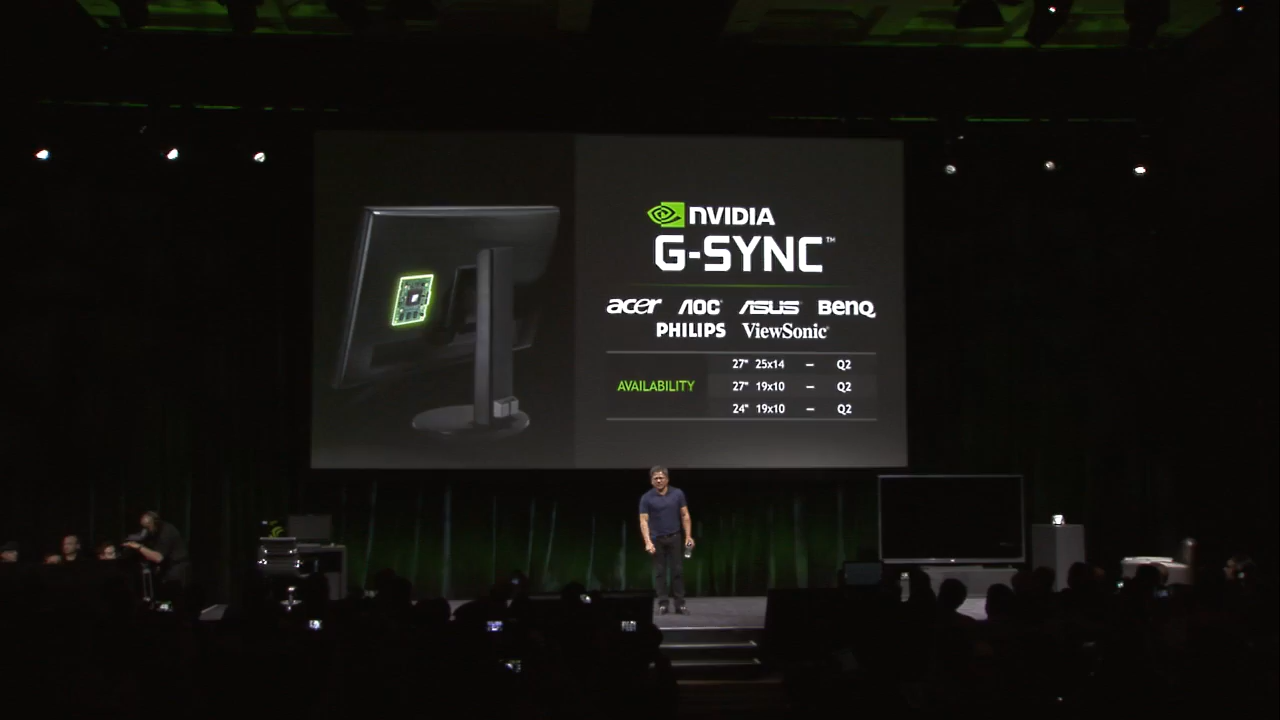 NVIDIA
G-SYNC™
acer AOC ASUS BenQ
PHILIPS ViewSonic
AVAILABILITY
27" 25x14 – Q2
27" 19x10 – Q2
24" 19x10 – Q2